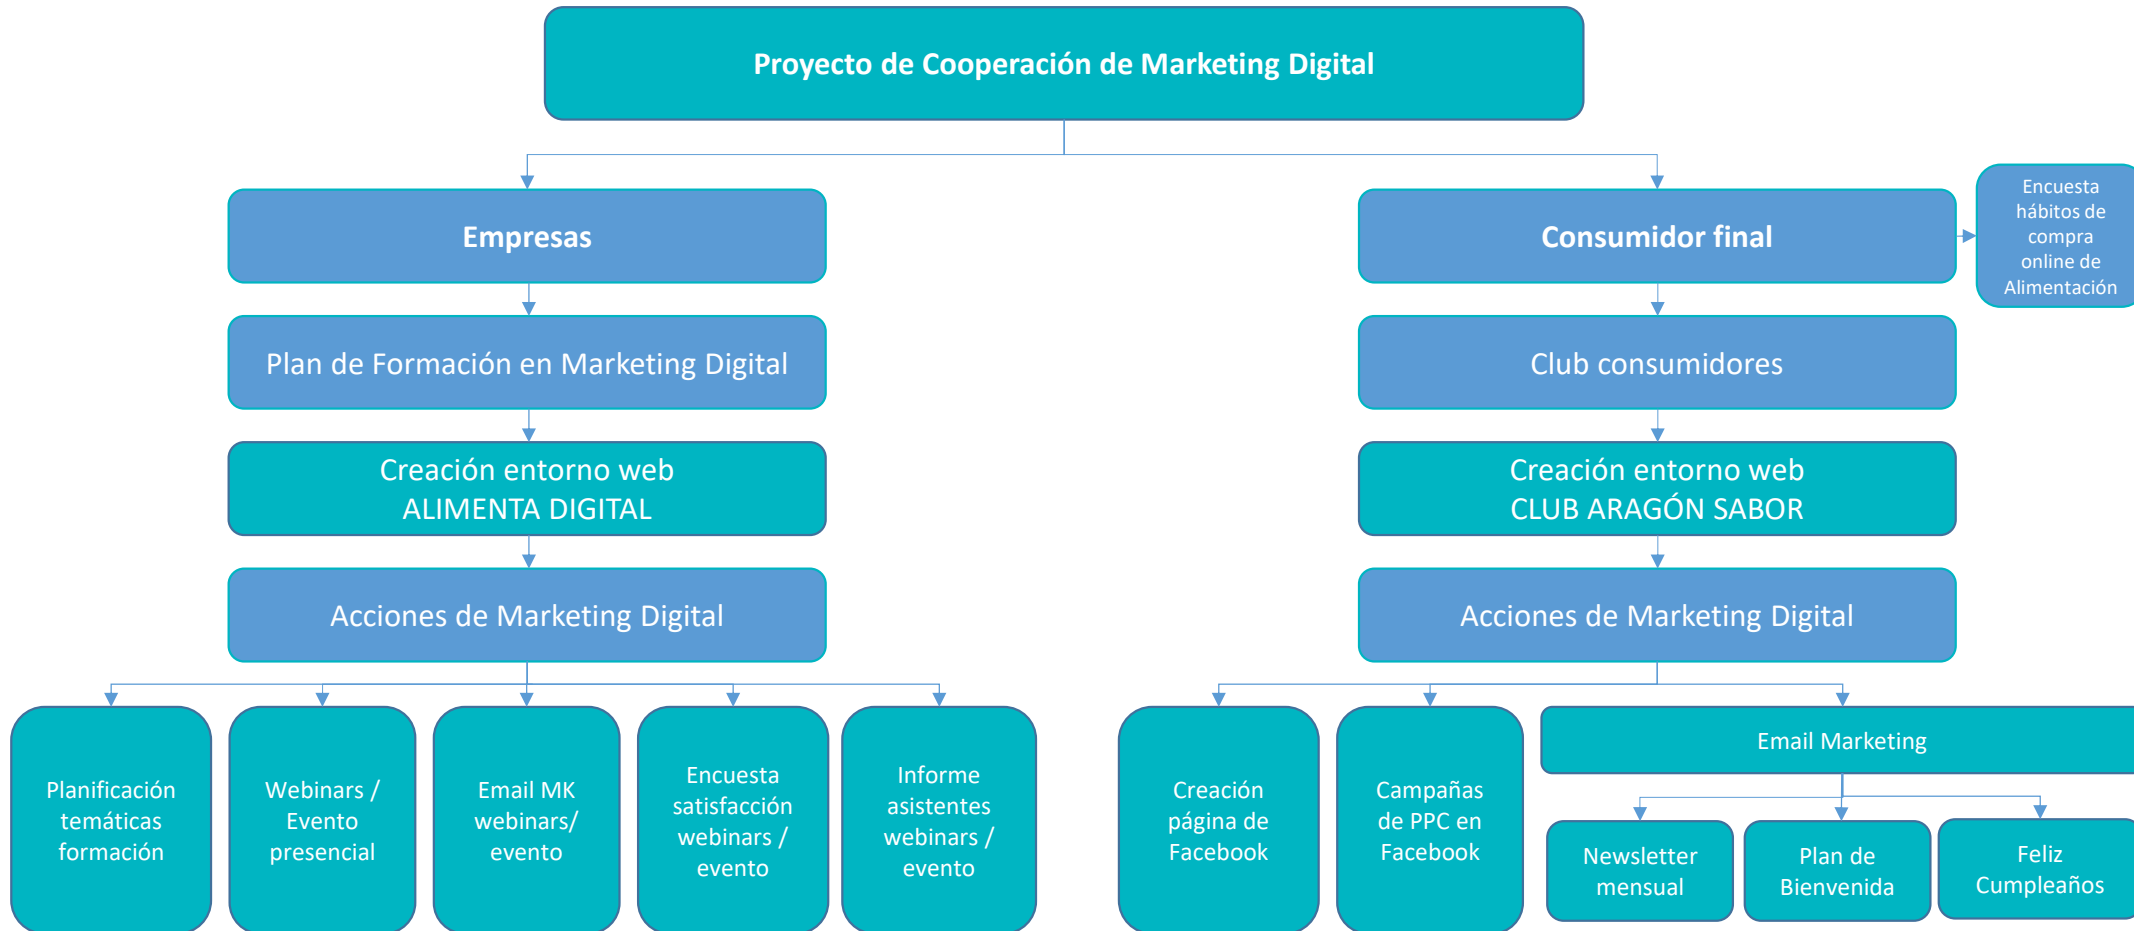 Proyecto de Cooperación de Marketing Digital
Empresas
Consumidor final
Encuesta
hábitos de
compra
online de
Alimentación
Plan de Formación en Marketing Digital
Club consumidores
Creación entorno web
ALIMENTA DIGITAL
Creación entorno web
CLUB ARAGÓN SABOR
Acciones de Marketing Digital
Acciones de Marketing Digital
Planificación
temáticas
formación
Webinars /
Evento
presencial
Email MK
webinars/
evento
Encuesta
satisfacción
webinars /
evento
Informe
asistentes
webinars /
evento
Creación
página de
Facebook
Campañas
de PPC en
Facebook
Email Marketing
Newsletter
mensual
Plan de
Bienvenida
Feliz
Cumpleaños